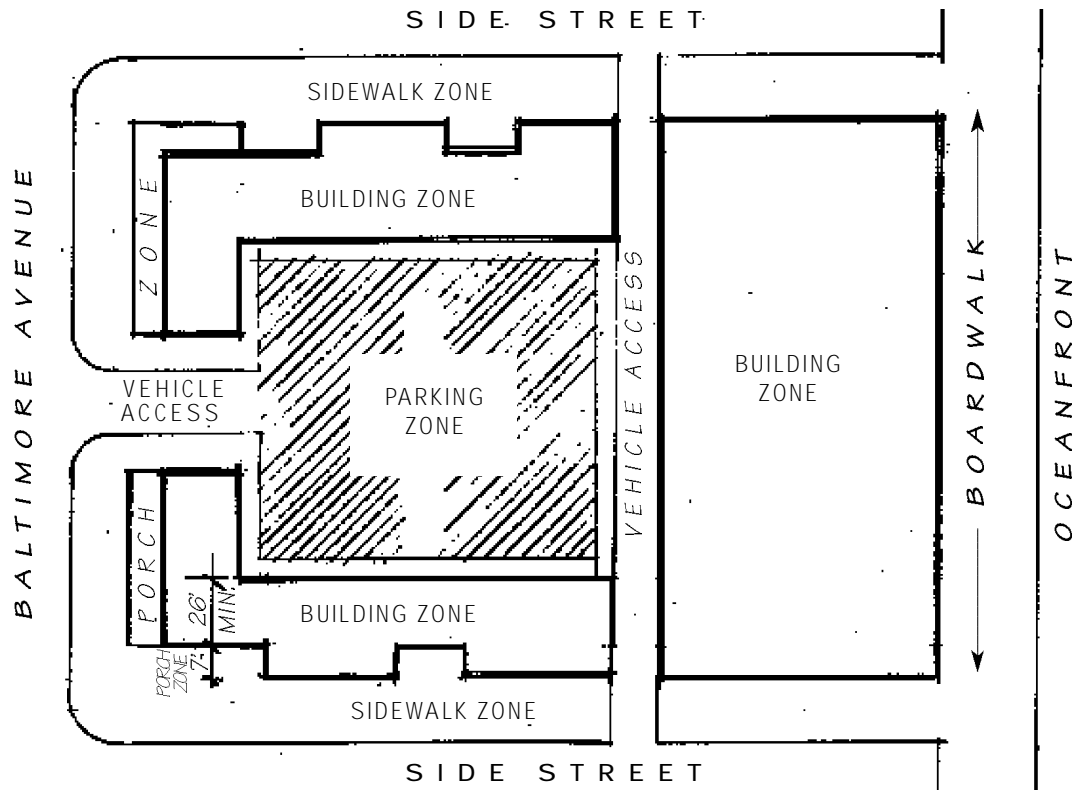 SIDE STREET
SIDEWALK ZONE
BUILDING ZONE
ZONE
BALTIMORE AVENUE
VEHICLE
ACCESS
PARKING
ZONE
VEHICLE ACCESS
BUILDING
ZONE
BOARDWALK
OCEANFRONT
PORCH
26'
MIN.
BUILDING ZONE
PORCH
ZONE
7'
SIDEWALK ZONE
SIDE STREET